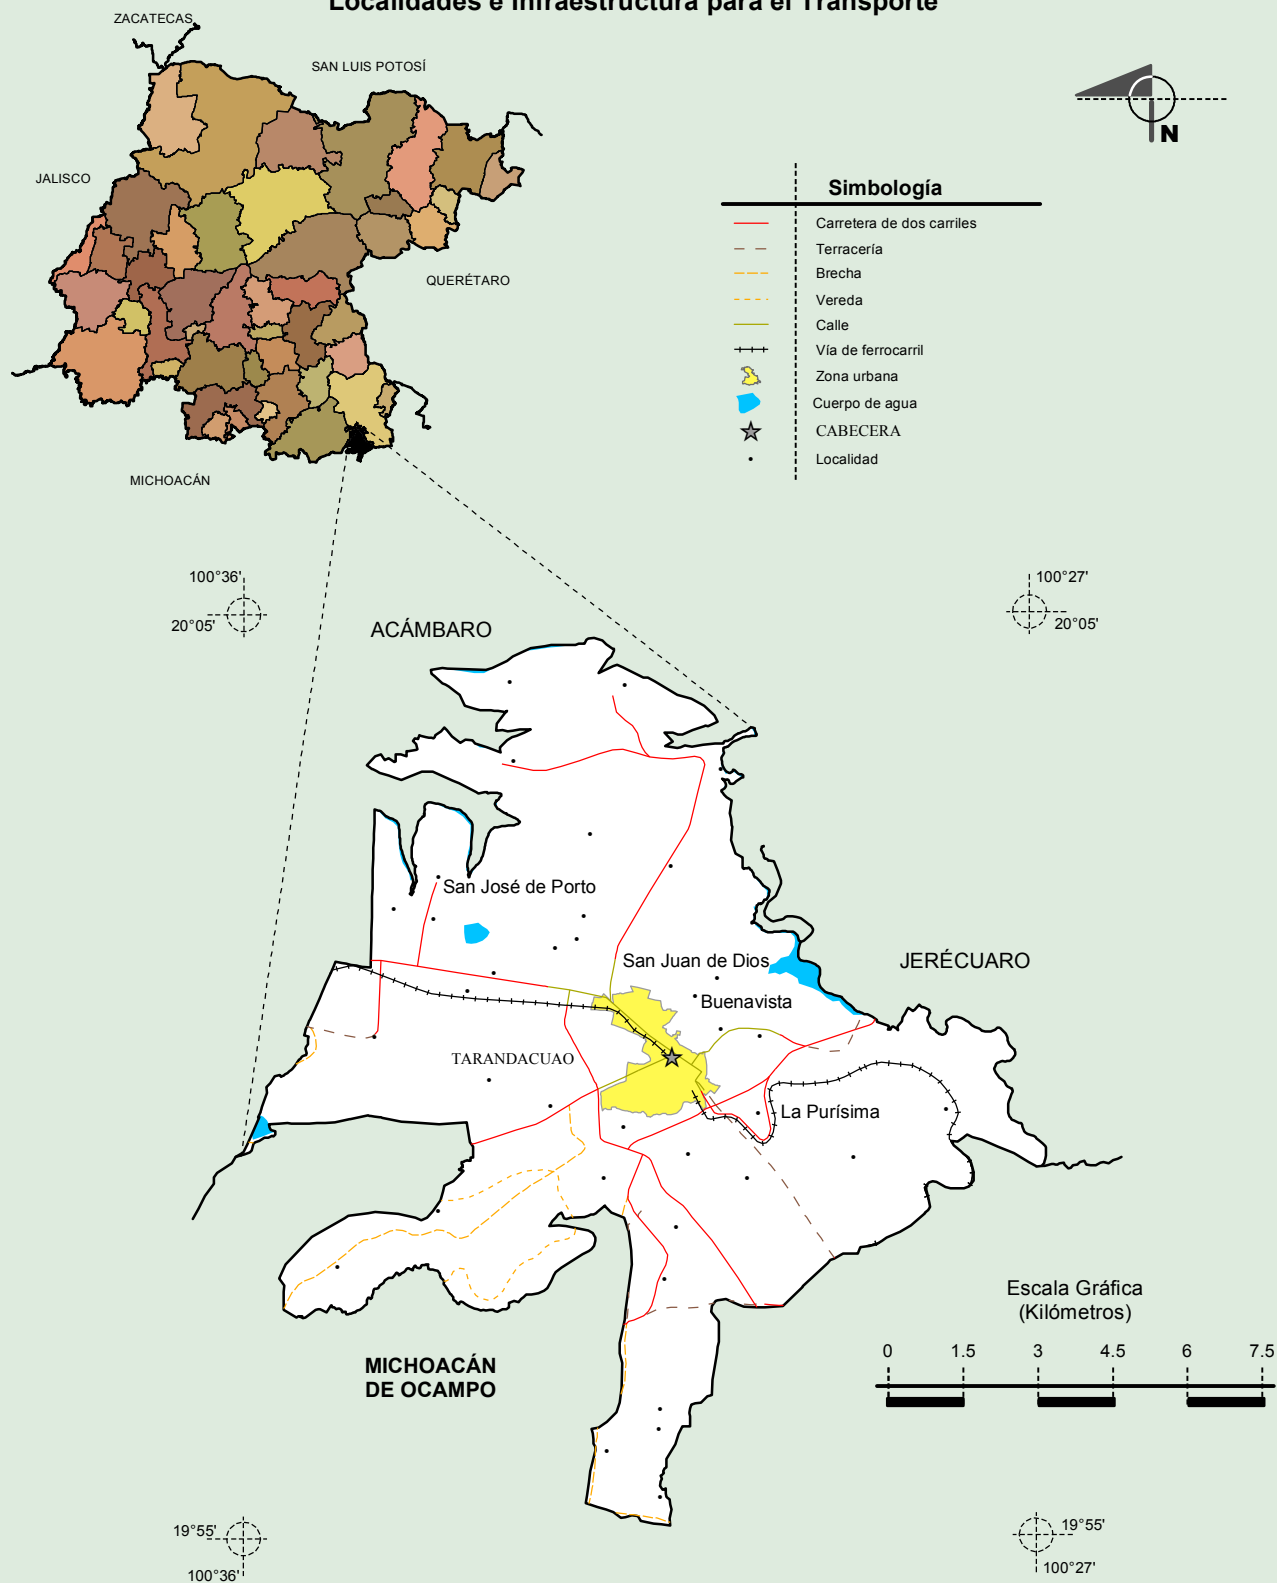 Localidades e Infraestructura para el Transporte
ZACATECAS
SAN LUIS POTOSÍ
JALISCO
QUERÉTARO
MICHOACÁN
N
Simbología
Carretera de dos carriles
Terracería
Brecha
Vereda
Calle
Vía de ferrocarril
Zona urbana
Cuerpo de agua
CABECERA
Localidad
100°36'
20°05'
100°27'
20°05'
ACÁMBARO
San José de Porto
San Juan de Dios
JERÉCUARO
Buenavista
TARANDACUAO
La Purísima
Escala Gráfica
(Kilómetros)
0 1.5 3 4.5 6 7.5
MICHOACÁN
DE OCAMPO
19°55'
100°36'
19°55'
100°27'